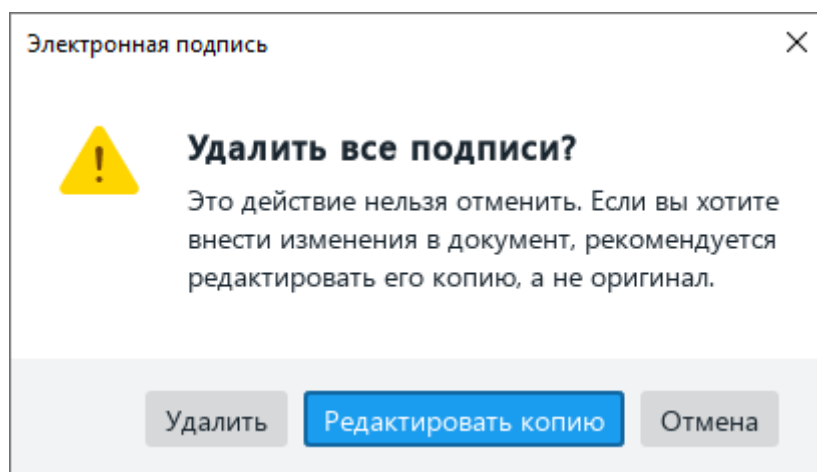 Электронная подпись
Удалить все подписи?
Это действие нельзя отменить. Если вы хотите
внести изменения в документ, рекомендуется
редактировать его копию, а не оригинал.
Удалить Редактировать копию Отмена